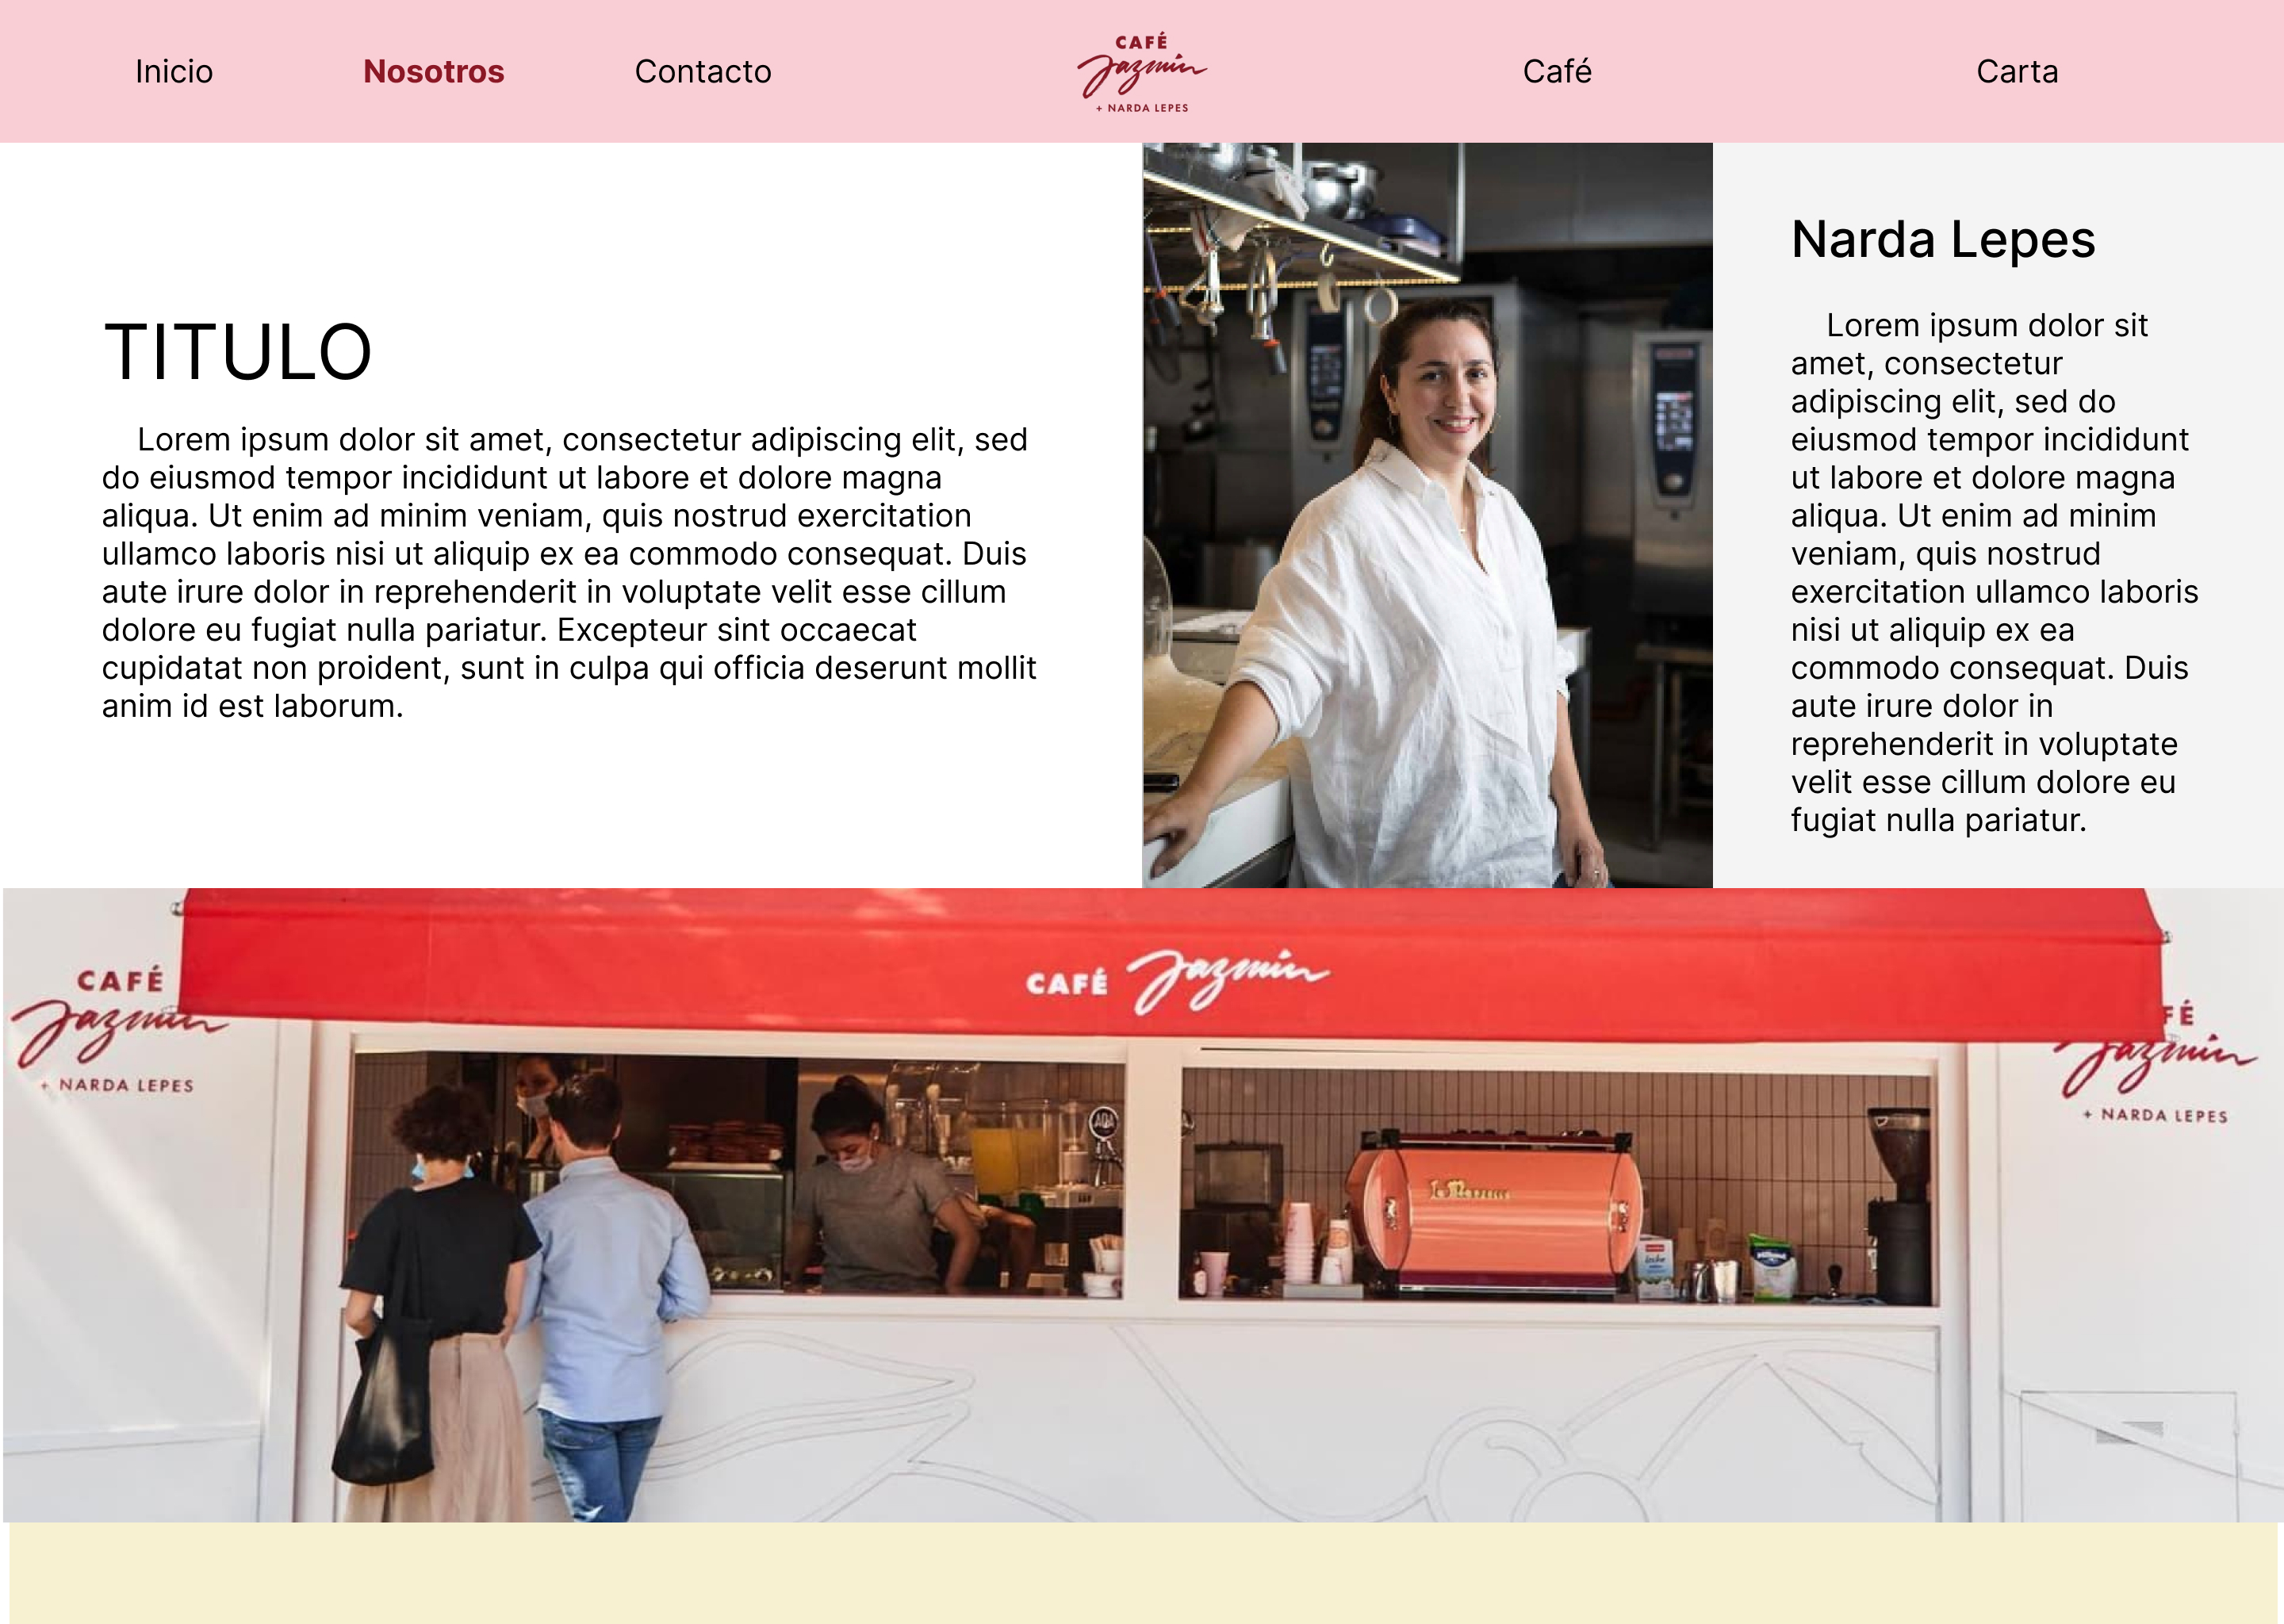 Inicio
Nosotros
Contacto
CAFÉ
Jazmín
+ NARDA LEPES
Café
Carta
TITULO
Lorem ipsum dolor sit amet, consectetur adipiscing elit, sed
do eiusmod tempor incididunt ut labore et dolore magna
aliqua. Ut enim ad minim veniam, quis nostrud exercitation
ullamco laboris nisi ut aliquip ex ea commodo consequat. Duis
aute irure dolor in reprehenderit in voluptate velit esse cillum
dolore eu fugiat nulla pariatur. Excepteur sint occaecat
cupidatat non proident, sunt in culpa qui officia deserunt mollit
anim id est laborum.
Narda Lepes
Lorem ipsum dolor sit
amet, consectetur
adipiscing elit, sed do
eiusmod tempor incididunt
ut labore et dolore magna
aliqua. Ut enim ad minim
veniam, quis nostrud
exercitation ullamco laboris
nisi ut aliquip ex ea
commodo consequat. Duis
aute irure dolor in
reprehenderit in voluptate
velit esse cillum dolore eu
fugiat nulla pariatur.
CAFÉ Jazmín
CAFÉ
Jazmín
+ NARDA LEPES
FÉ
Jazmín
+ NARDA LEPES